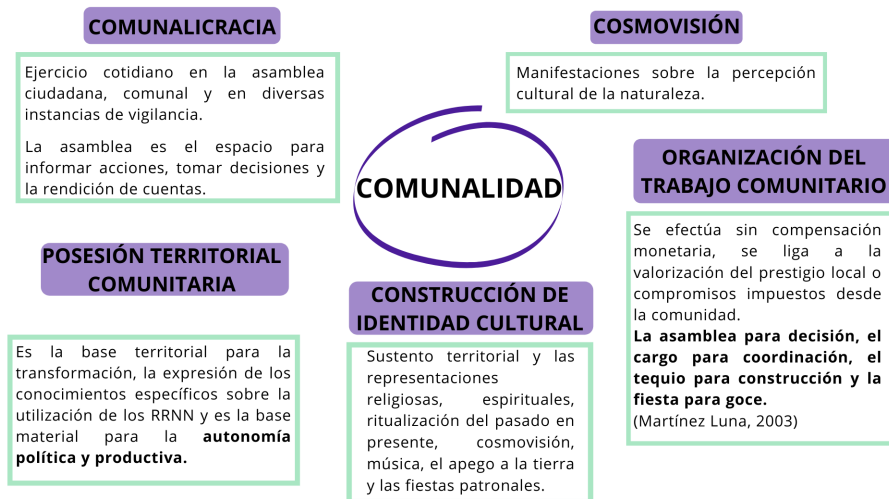 COMUNALICRACIA
Ejercicio cotidiano en la asamblea
ciudadana, comunal y en diversas
instancias de vigilancia.
La asamblea es el espacio para
informar acciones, tomar decisiones y
la rendición de cuentas.
COSMOVISIÓN
Manifestaciones sobre la percepción
cultural de la naturaleza.
COMUNALIDAD
ORGANIZACIÓN DEL
TRABAJO COMUNITARIO
Se efectúa sin compensación
monetaria, se liga a la
valorización del prestigio local o
compromisos impuestos desde
la comunidad.
La asamblea para decisión, el
cargo para coordinación, el
tequio para construcción y la
fiesta para goce.
(Martínez Luna, 2003)
POSESIÓN TERRITORIAL
COMUNITARIA
Es la base territorial para la
transformación, la expresión de los
conocimientos específicos sobre la
utilización de los RRNN y es la base
material para la autonomía
política y productiva.
CONSTRUCCIÓN DE
IDENTIDAD CULTURAL
Sustento territorial y las
representaciones
religiosas, espirituales,
ritualización del pasado en
presente, cosmovisión,
música, el apego a la tierra
y las fiestas patronales.